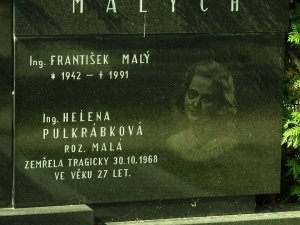 MALÝCH
Ing. FRANTIŠEK MALÝ
* 1942 - † 1991
Ing. HELENA
PULKRÁBKOVÁ
ROZ. MALÁ
ZEMŘELA TRAGICKY 30.10.1968
VE VĚKU 27 LET.